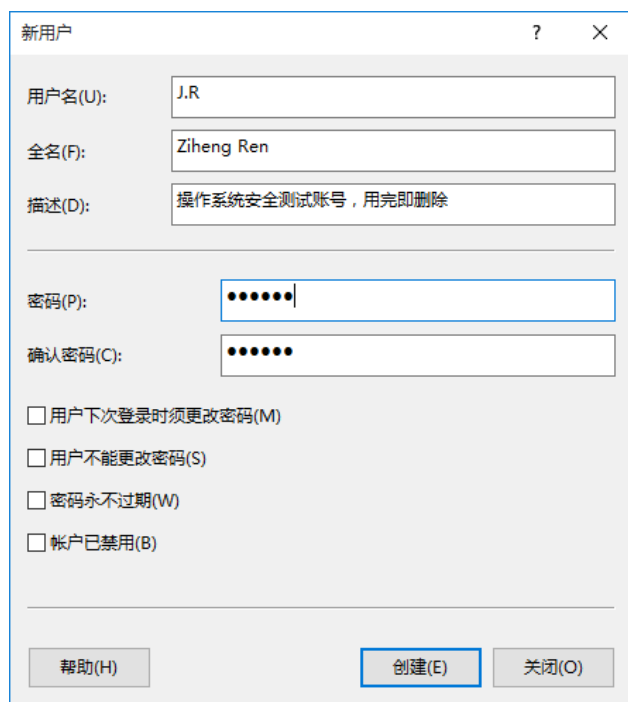 新用户
用户名(U): J.R
全名(F): Ziheng Ren
描述(D): 操作系统安全测试账号，用完即删除
密码(P): ●●●●●●
确认密码(C): ●●●●●●
用户下次登录时须更改密码(M)
用户不能更改密码(S)
密码永不过期(W)
帐户已禁用(B)
帮助(H) 创建(E) 关闭(O)